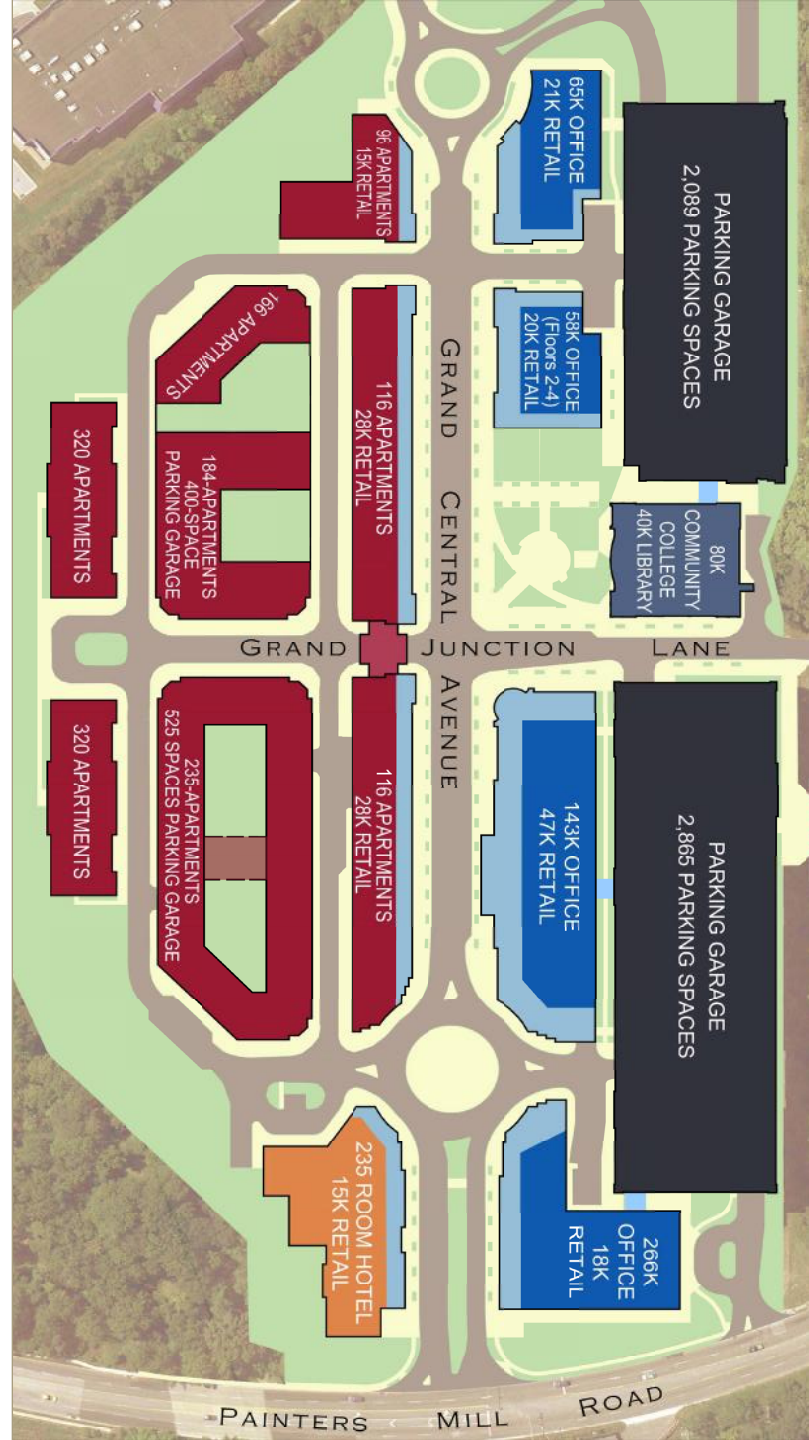 65K OFFICE
21K RETAIL
PARKING GARAGE
2,089 PARKING SPACES
96 APARTMENTS
15K RETAIL
58K OFFICE
(Floors 2-4)
20K RETAIL
166 APARTMENTS
116 APARTMENTS
28K RETAIL
320 APARTMENTS
184-APARTMENTS
400-SPACE
PARKING GARAGE
80K
COMMUNITY
COLLEGE
40K LIBRARY
GRAND CENTRAL AVENUE
GRAND JUNCTION LANE
320 APARTMENTS
235-APARTMENTS
525 SPACES PARKING GARAGE
116 APARTMENTS
28K RETAIL
143K OFFICE
47K RETAIL
PARKING GARAGE
2,865 PARKING SPACES
235 ROOM HOTEL
15K RETAIL
266K
OFFICE
18K
RETAIL
PAINTERS MILL ROAD